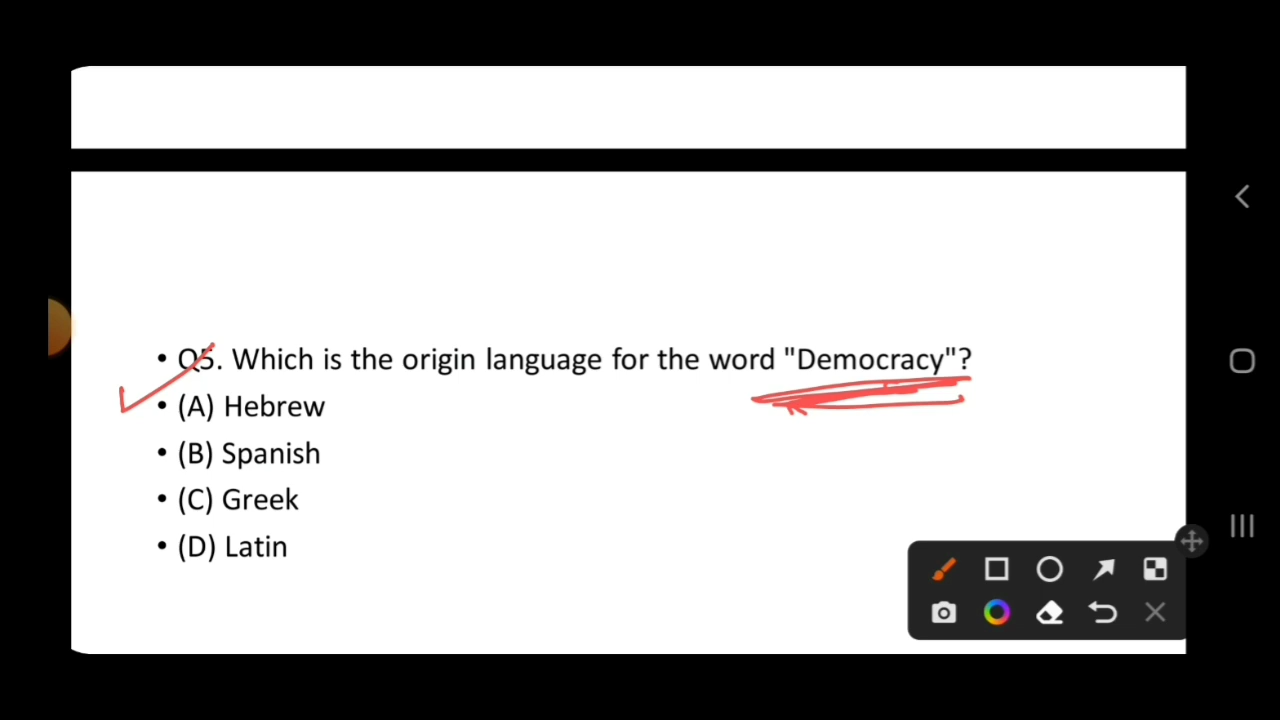 • Q5. Which is the origin language for the word "Democracy"?
• (A) Hebrew
• (B) Spanish
• (C) Greek
• (D) Latin